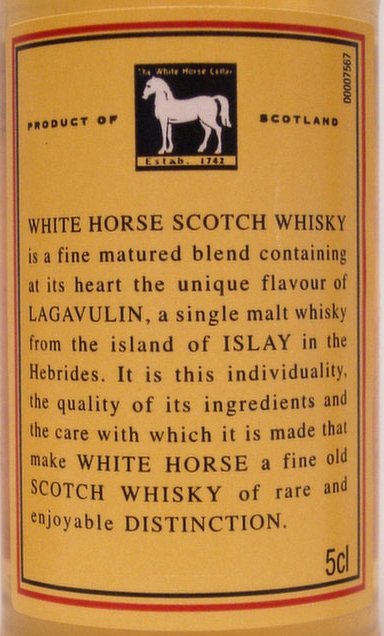 The White Horse Cellar
00007567
PRODUCT OF SCOTLAND
Estab. 1742
WHITE HORSE SCOTCH WHISKY
is a fine matured blend containing
at its heart the unique flavour of
LAGAVULIN, a single malt whisky
from the island of ISLAY in the
Hebrides. It is this individuality,
the quality of its ingredients and
the care with which it is made that
make WHITE HORSE a fine old
SCOTCH WHISKY of rare and
enjoyable DISTINCTION.
5cl